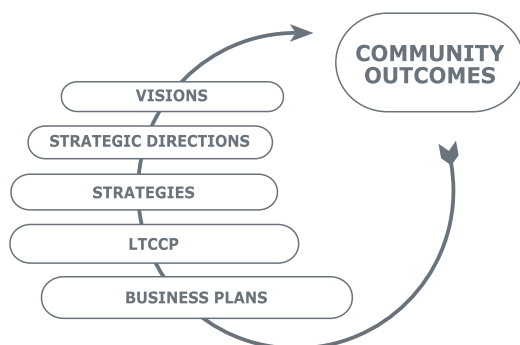 COMMUNITY
OUTCOMES
VISIONS
STRATEGIC DIRECTIONS
STRATEGIES
LTCCP
BUSINESS PLANS